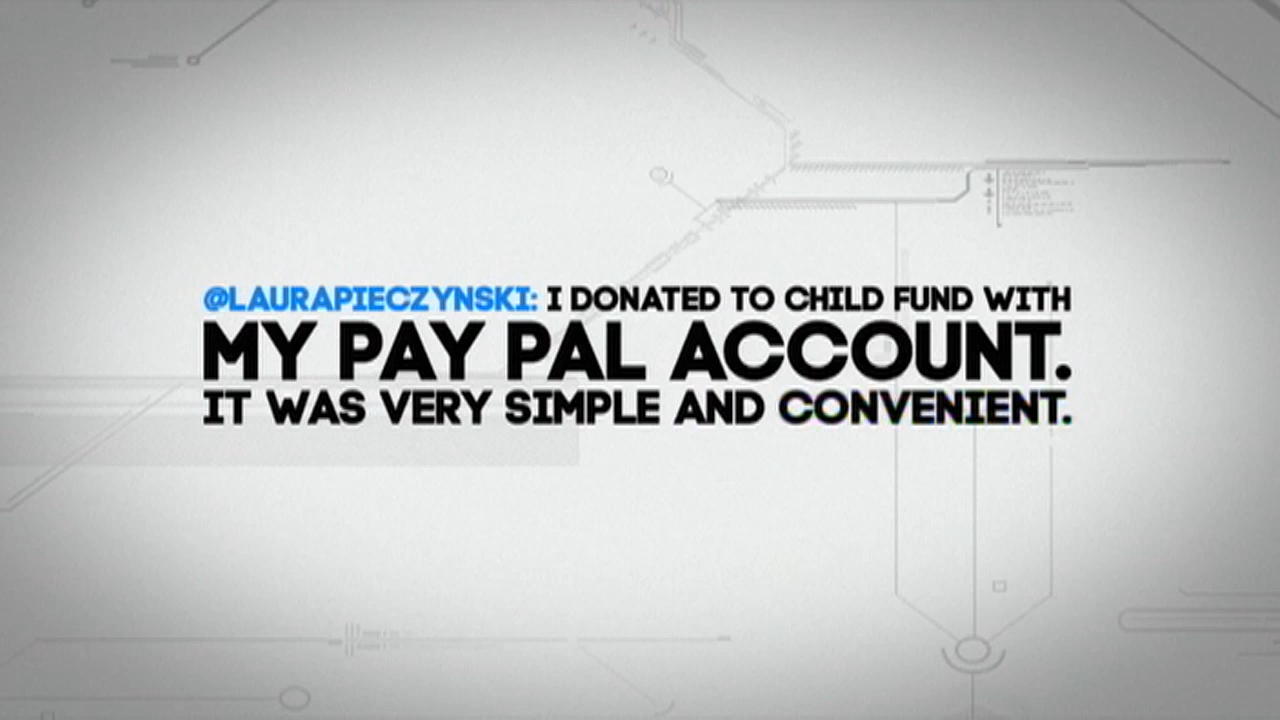 @LAURAPIECZYNSKI: I DONATED TO CHILD FUND WITH
MY PAY PAL ACCOUNT.
IT WAS VERY SIMPLE AND CONVENIENT.